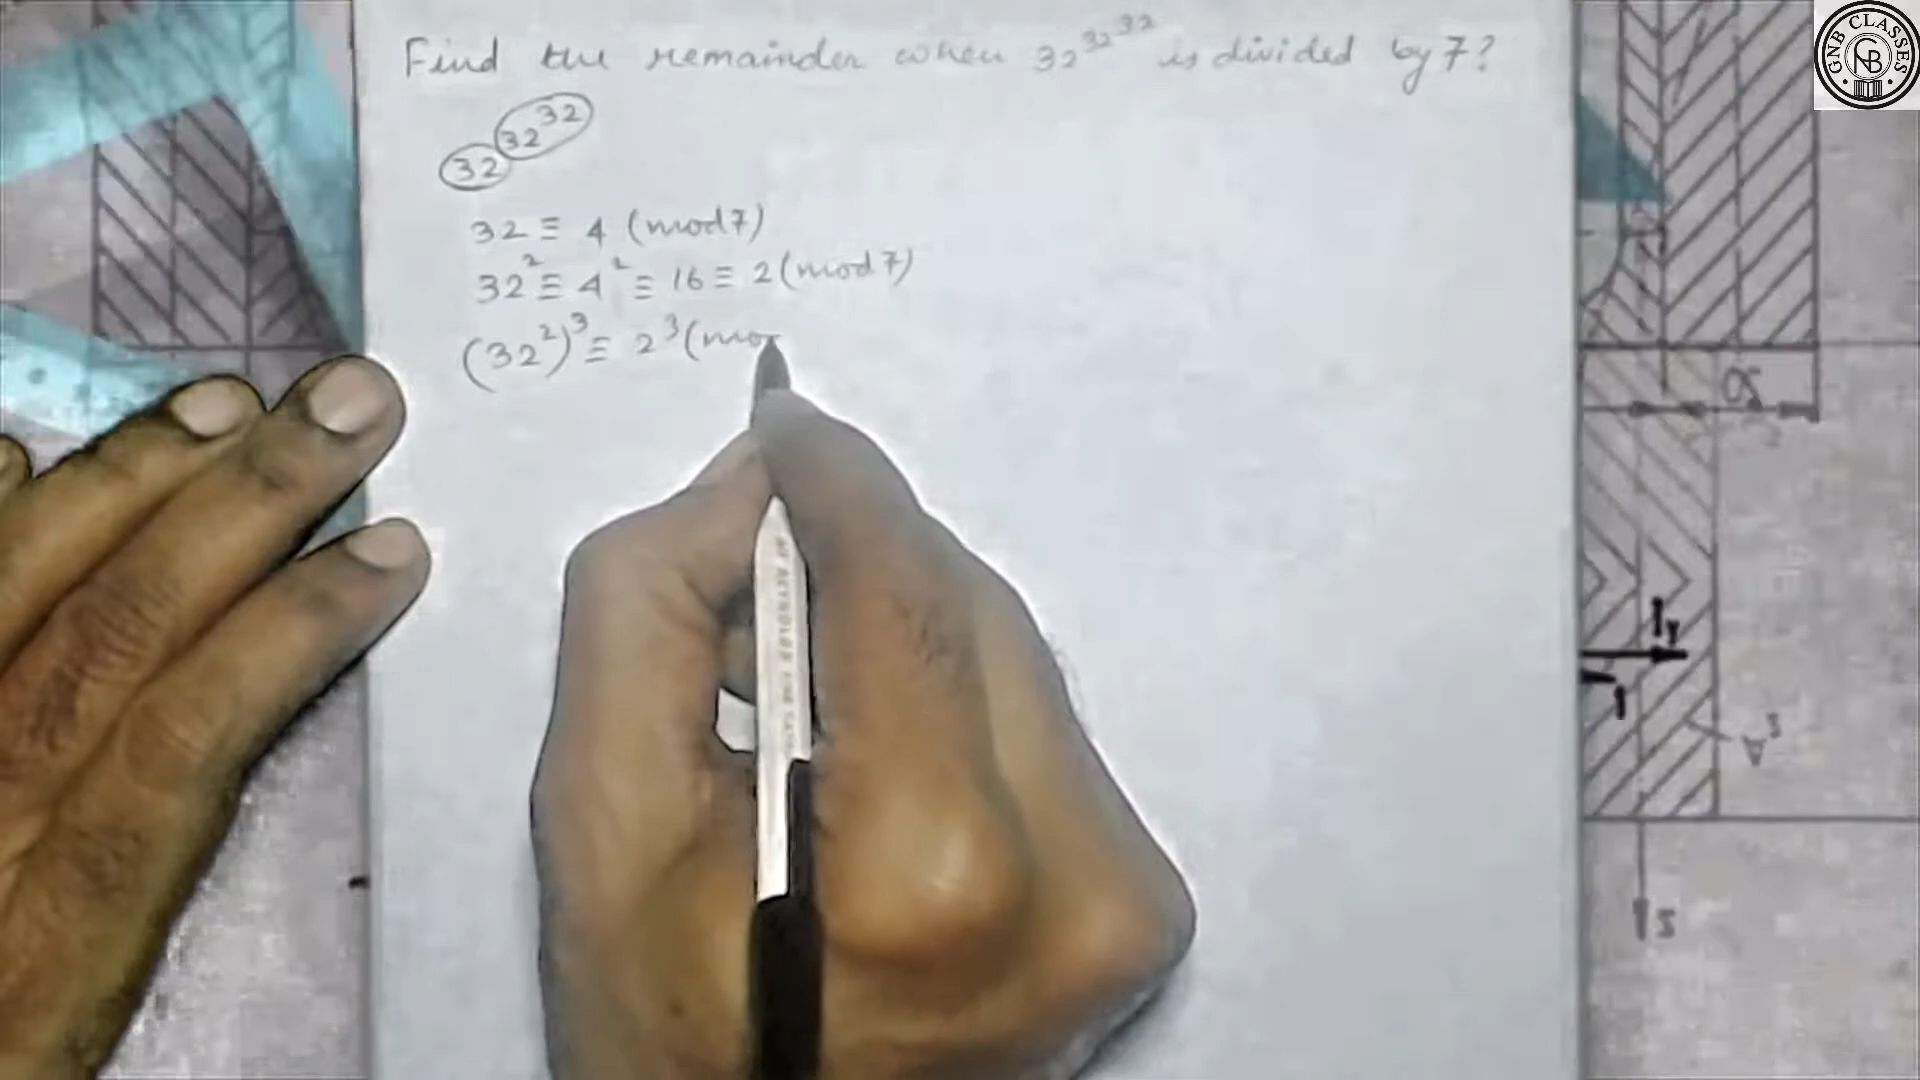 Find the remainder when 32^32^32 is divided by 7?
32^32^32
32 ≡ 4 (mod 7)
32² ≡ 4² ≡ 16 ≡ 2 (mod 7)
(32²)³ ≡ 2³ (mo
GNB CLASSES
GNB